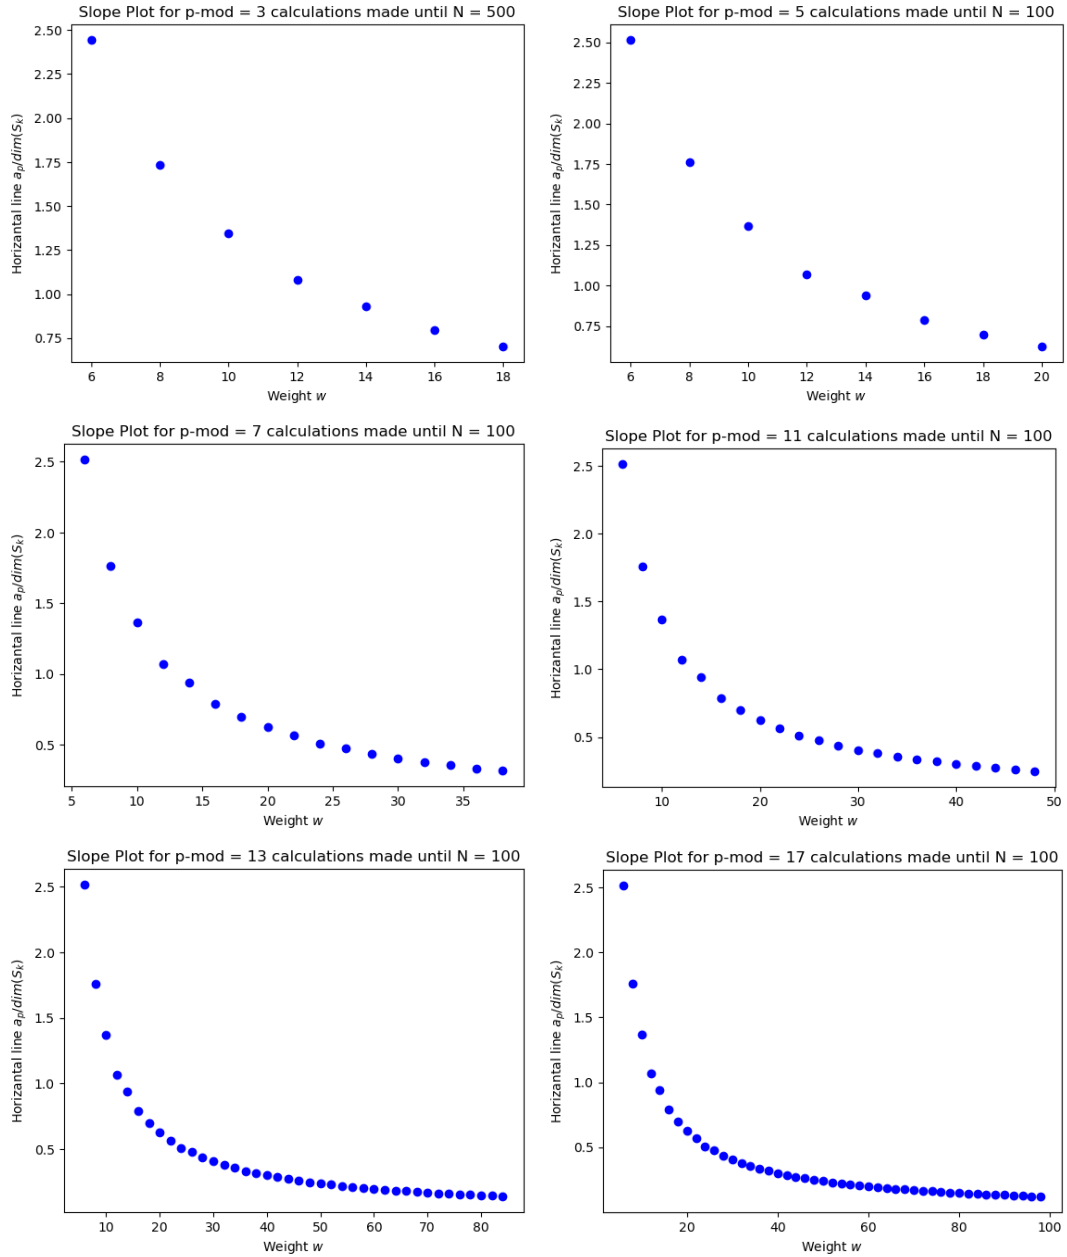 Slope Plot for p-mod = 3 calculations made until N = 500
2.50
2.25
2.00
1.75
1.50
1.25
1.00
0.75
Horizantal line a_p/dim(S_k)
6 8 10 12 14 16 18
Weight w
Slope Plot for p-mod = 5 calculations made until N = 100
2.50
2.25
2.00
1.75
1.50
1.25
1.00
0.75
Horizantal line a_p/dim(S_k)
6 8 10 12 14 16 18 20
Weight w
Slope Plot for p-mod = 7 calculations made until N = 100
2.5
2.0
1.5
1.0
0.5
Horizantal line a_p/dim(S_k)
5 10 15 20 25 30 35
Weight w
Slope Plot for p-mod = 11 calculations made until N = 100
2.5
2.0
1.5
1.0
0.5
Horizantal line a_p/dim(S_k)
10 20 30 40 50
Weight w
Slope Plot for p-mod = 13 calculations made until N = 100
2.5
2.0
1.5
1.0
0.5
Horizantal line a_p/dim(S_k)
10 20 30 40 50 60 70 80
Weight w
Slope Plot for p-mod = 17 calculations made until N = 100
2.5
2.0
1.5
1.0
0.5
Horizantal line a_p/dim(S_k)
20 40 60 80 100
Weight w